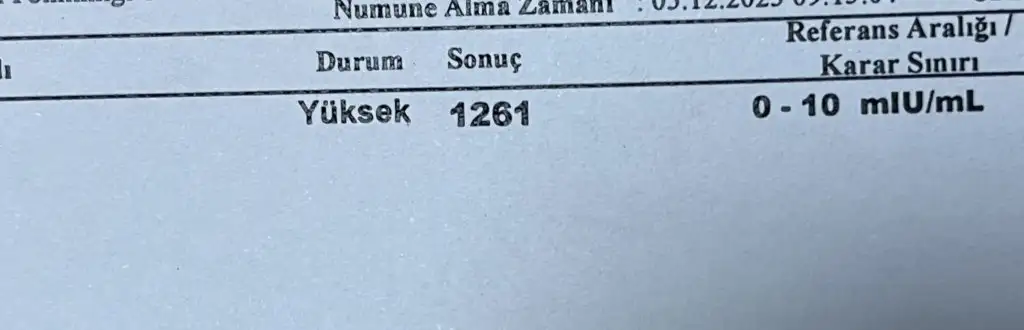 Numune Alma Zamanı :
Durum Sonuç Referans Aralığı /
Karar Sınırı
Yüksek 1261 0 - 10 mIU/mL